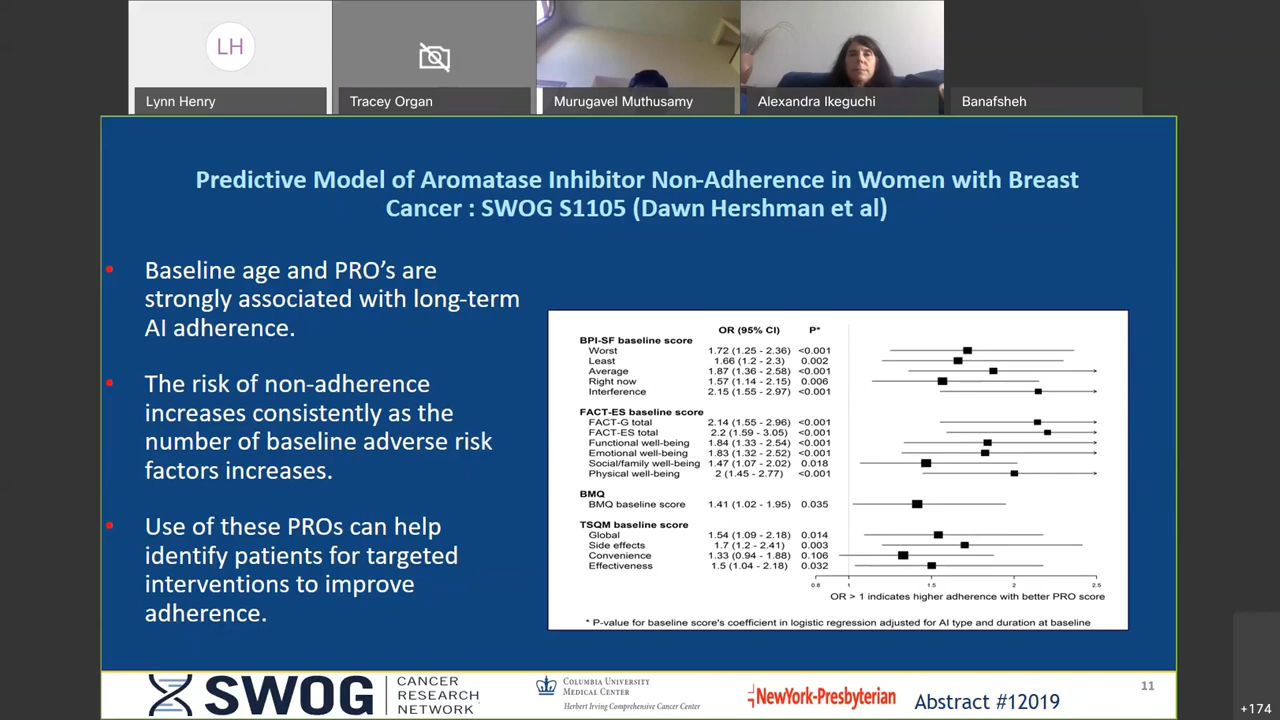 LH
Lynn Henry
Tracey Organ
Murugavel Muthusamy
Alexandra Ikeguchi
Banafsheh
Predictive Model of Aromatase Inhibitor Non-Adherence in Women with Breast
Cancer : SWOG S1105 (Dawn Hershman et al)
• Baseline age and PRO’s are
strongly associated with long-term
AI adherence.
• The risk of non-adherence
increases consistently as the
number of baseline adverse risk
factors increases.
• Use of these PROs can help
identify patients for targeted
interventions to improve
adherence.
OR (95% CI) P*
BPI-SF baseline score
Worst 1.72 (1.25 - 2.36) <0.001
Least 1.66 (1.2 - 2.3) 0.002
Average 1.87 (1.36 - 2.58) <0.001
Right now 1.57 (1.14 - 2.15) 0.006
Interference 2.15 (1.55 - 2.97) <0.001
FACT-ES baseline score
FACT-G total 2.14 (1.55 - 2.96) <0.001
FACT-ES total 2.2 (1.59 - 3.05) <0.001
Functional well-being 1.84 (1.33 - 2.54) <0.001
Emotional well-being 1.83 (1.32 - 2.52) <0.001
Social/family well-being 1.47 (1.07 - 2.02) 0.018
Physical well-being 2 (1.45 - 2.77) <0.001
BMQ
BMQ baseline score 1.41 (1.02 - 1.95) 0.035
TSQM baseline score
Global 1.54 (1.09 - 2.18) 0.014
Side effects 1.7 (1.2 - 2.41) 0.003
Convenience 1.33 (0.94 - 1.88) 0.106
Effectiveness 1.5 (1.04 - 2.18) 0.032
0.8 1 1.5 2 2.5
OR > 1 indicates higher adherence with better PRO score
* P-value for baseline score's coefficient in logistic regression adjusted for AI type and duration at baseline
SWOG
CANCER
RESEARCH
NETWORK
COLUMBIA UNIVERSITY
MEDICAL CENTER
Herbert Irving Comprehensive Cancer Center
NewYork-Presbyterian
Abstract #12019
11
+174